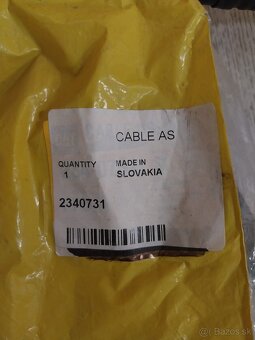 CABLE AS
QUANTITY MADE IN
1 SLOVAKIA
2340731
Bazos.sk